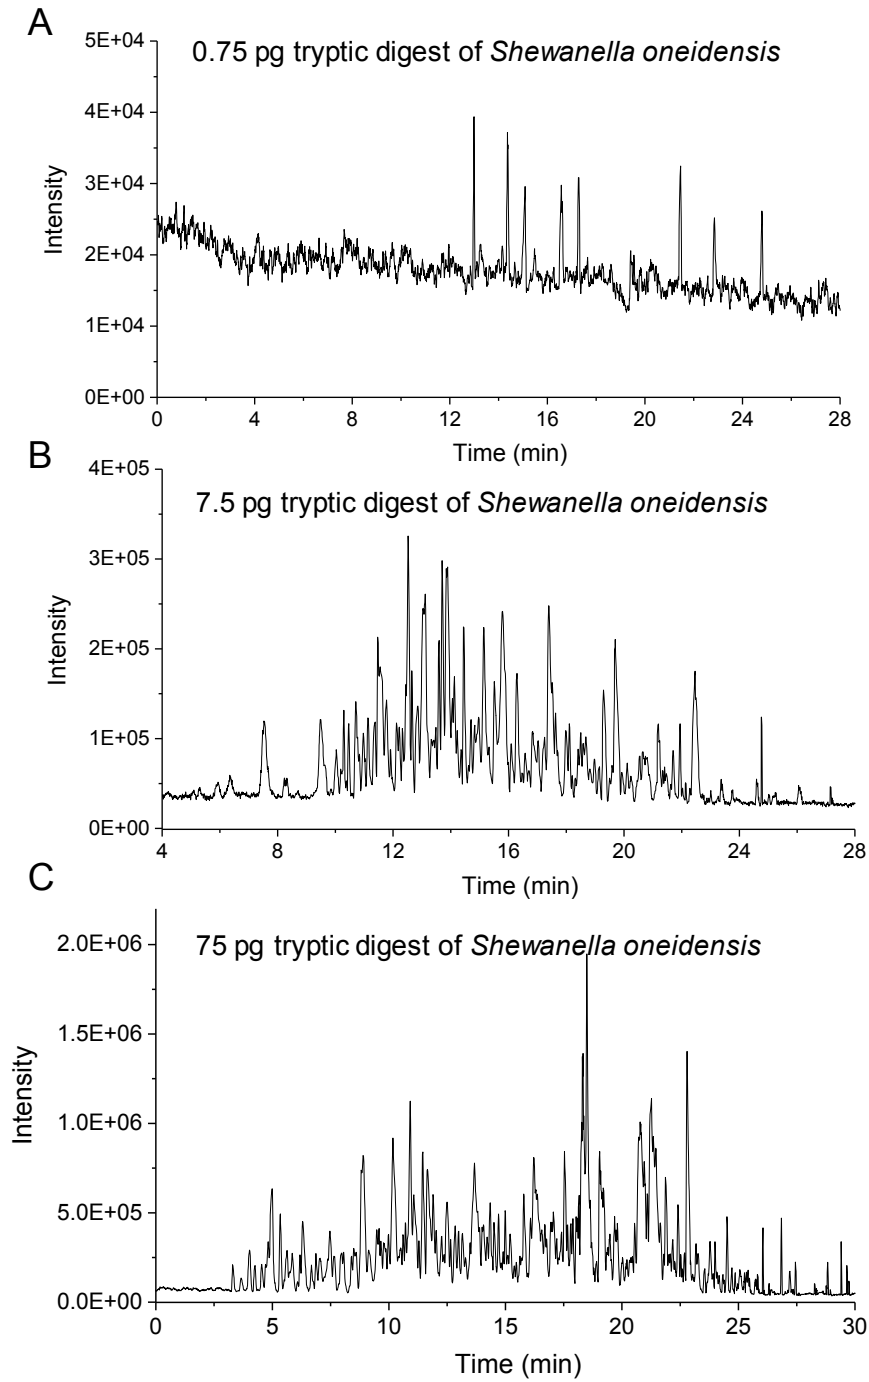 A
0.75 pg tryptic digest of Shewanella oneidensis
5E+04
4E+04
3E+04
2E+04
1E+04
0E+00
Intensity
0 4 8 12 16 20 24 28
Time (min)
B
7.5 pg tryptic digest of Shewanella oneidensis
4E+05
3E+05
2E+05
1E+05
0E+00
Intensity
4 8 12 16 20 24 28
Time (min)
C
75 pg tryptic digest of Shewanella oneidensis
2.0E+06
1.5E+06
1.0E+06
5.0E+05
0.0E+00
Intensity
0 5 10 15 20 25 30
Time (min)